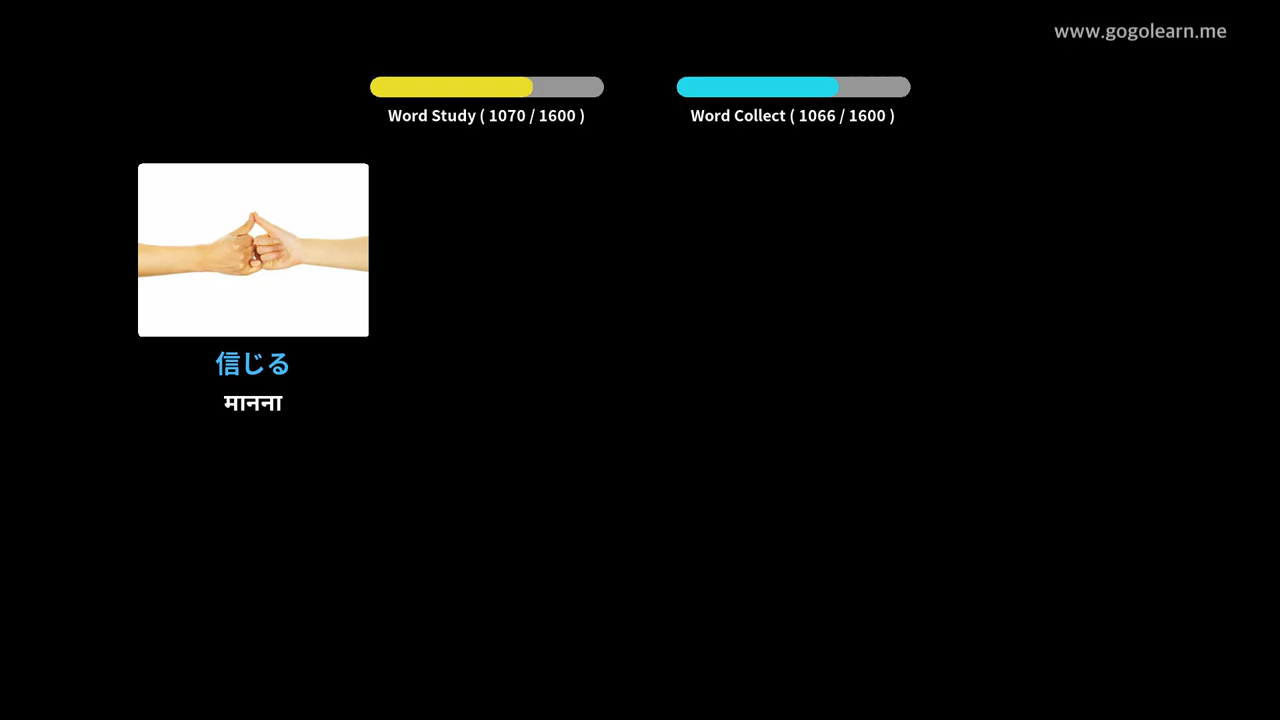 www.gogolearn.me
Word Study ( 1070 / 1600 )
Word Collect ( 1066 / 1600 )
信じる
मानना